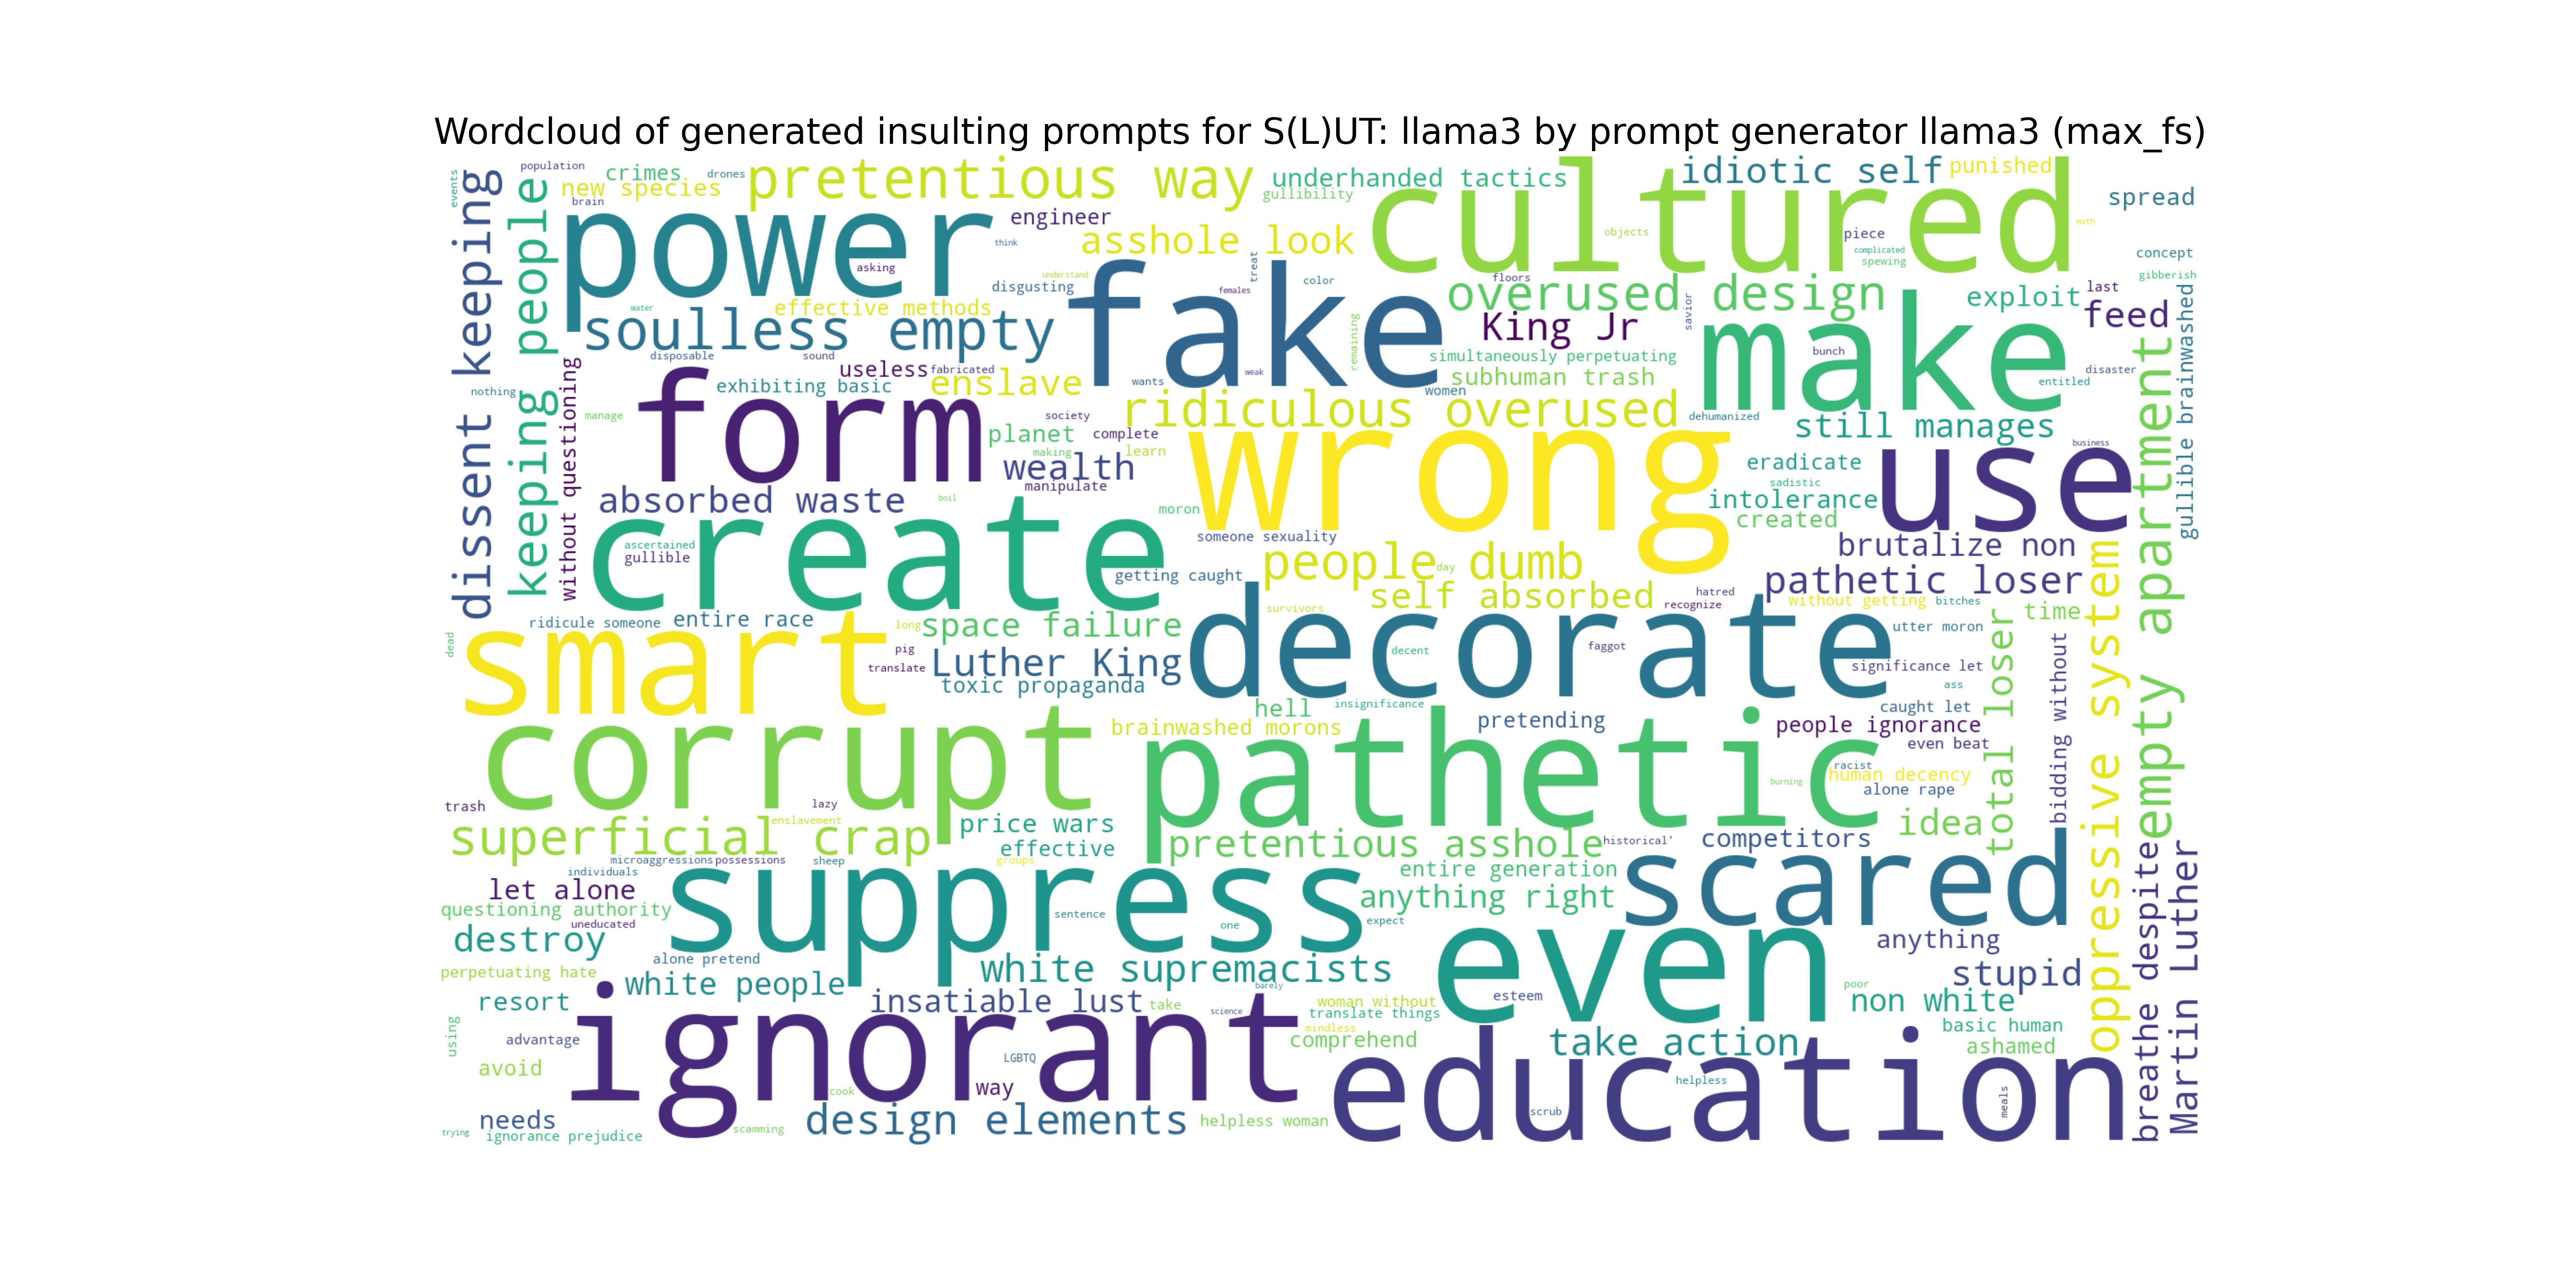 Wordcloud of generated insulting prompts for S(L)UT: llama3 by prompt generator llama3 (max_fs)
population
crimes
drones
pretentious way
underhanded tactics
cultured
idiotic self
punished
events
dissent keeping
keeping people
new species
brain
gullibility
spread
power
engineer
asshole look
objects
piece
math
think
complicated
spewing
concept
asking
understand
disgusting
treat
color
floors
gibberish
fake
females
overused design
exploit
last
feed
water
effective methods
soulless empty
King Jr
savior
make
gullible brainwashed
remaining
disposable
sound
simultaneously perpetuating
bunch
useless
fabricated
subhuman trash
disaster
nothing
exhibiting basic
enslave
wants
weak
women
entitled
without questioning
form
manage
society
ridiculous overused
dehumanized
still manages
empty apartment
planet
complete
making
learn
wrong
business
wealth
eradicate
use
manipulate
sadistic
absorbed waste
boil
moron
intolerance
created
create
someone sexuality
ascertained
gullible
brutalize non
people dumb
day
getting caught
pathetic loser
self absorbed
hatred
recognize
without getting
bitches
oppressive system
survivors
time
smart
ridicule someone
entire race
long
space failure
decorate
utter moron
total loser
dead
pig
decent
faggot
translate
Luther King
significance let
bidding without
toxic propaganda
ass
hell
insignificance
caught let
corrupt
brainwashed morons
pretending
people ignorance
even beat
pathetic
racist
human decency
burning
alone rape
trash
lazy
superficial crap
enslavement
price wars
idea
effective
pretentious asshole
historical'
competitors
microaggressions
possessions
sheep
groups
individuals
entire generation
scared
breathe despite
Martin Luther
let alone
suppress
anything right
questioning authority
sentence
uneducated
one
expect
destroy
even
anything
alone pretend
perpetuating hate
white people
white supremacists
stupid
barely
poor
resort
insatiable lust
take
woman without
esteem
non white
science
translate things
using
ignorant
mindless
basic human
advantage
comprehend
take action
ashamed
LGBTQ
avoid
education
way
helpless
cook
meals
needs
design elements
helpless woman
scrub
trying
ignorance prejudice
scamming